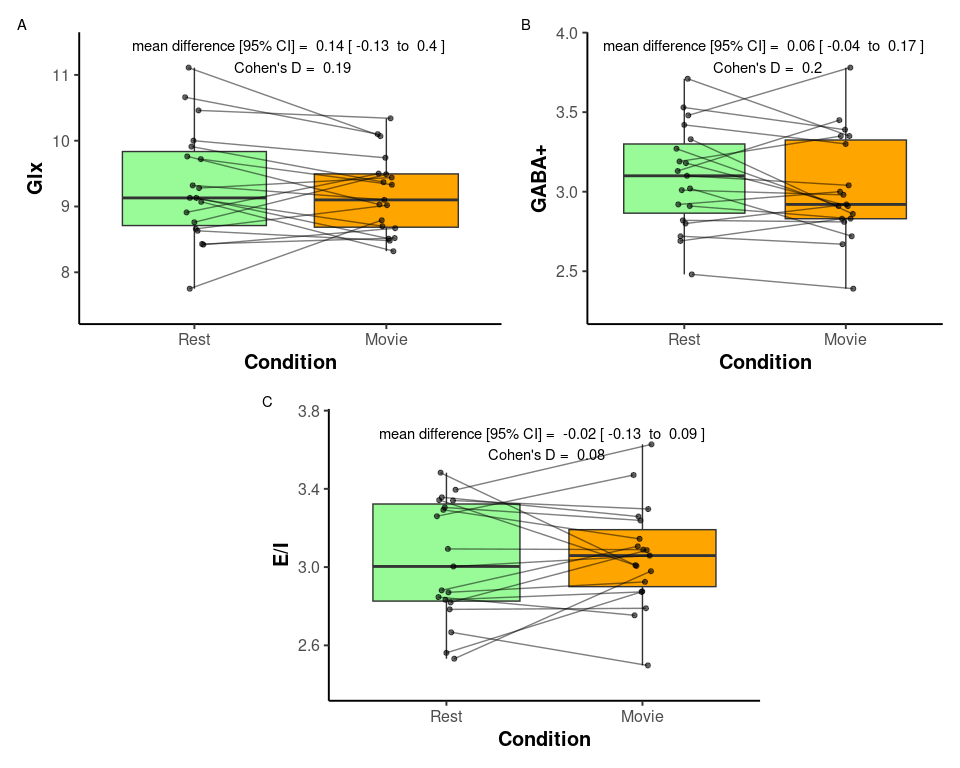 A
mean difference [95% CI] =  0.14 [ -0.13  to  0.4 ]
Cohen's D =  0.19
11
10
9
8
Glx
Rest
Movie
Condition
B
mean difference [95% CI] =  0.06 [ -0.04  to  0.17 ]
Cohen's D =  0.2
4.0
3.5
3.0
2.5
GABA+
Rest
Movie
Condition
C
mean difference [95% CI] =  -0.02 [ -0.13  to  0.09 ]
Cohen's D =  0.08
3.8
3.4
3.0
2.6
E/I
Rest
Movie
Condition